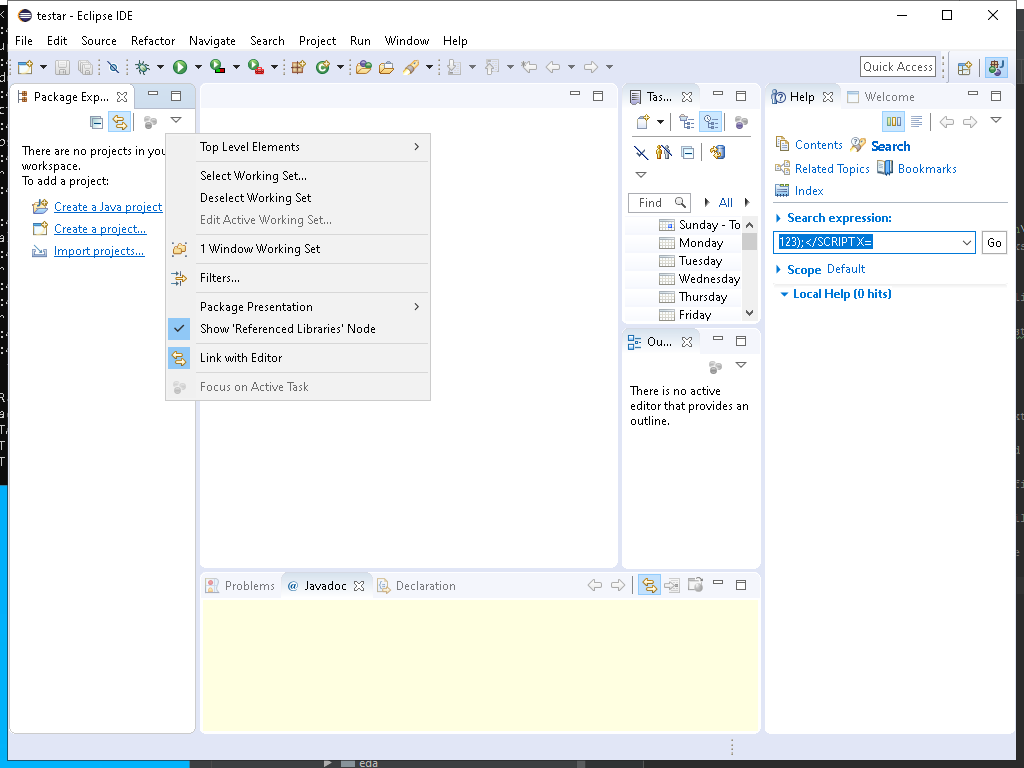 testar - Eclipse IDE
File Edit Source Refactor Navigate Search Project Run Window Help
Quick Access
Package Exp...
There are no projects in you
workspace.
To add a project:
Create a Java project
Create a project...
Import projects...
Top Level Elements
Select Working Set...
Deselect Working Set
Edit Active Working Set...
1 Window Working Set
Filters...
Package Presentation
Show 'Referenced Libraries' Node
Link with Editor
Focus on Active Task
Tas...
Find
All
Sunday - To
Monday
Tuesday
Wednesday
Thursday
Friday
Ou...
There is no active
editor that provides an
outline.
Help Welcome
Contents Search
Related Topics Bookmarks
Index
Search expression:
123);</SCRIPT X=
Go
Scope Default
Local Help (0 hits)
Problems @ Javadoc Declaration
eda